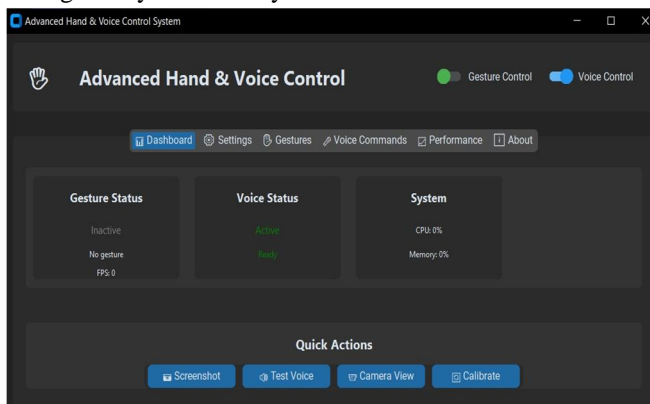 Advanced Hand & Voice Control System
Advanced Hand & Voice Control
Gesture Control
Voice Control
Dashboard Settings Gestures Voice Commands Performance About
Gesture Status
Inactive
No gesture
FPS: 0
Voice Status
Active
Ready
System
CPU: 0%
Memory: 0%
Quick Actions
Screenshot Test Voice Camera View Calibrate